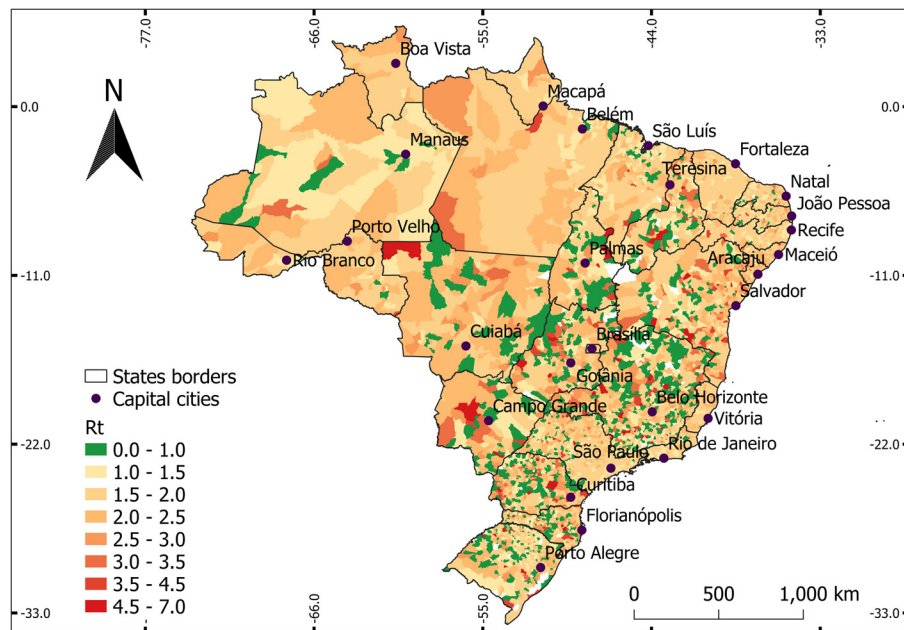 -77.0
-66.0
-55.0
-44.0
-33.0
N
0.0
0.0
-11.0
-11.0
-22.0
-22.0
-33.0
-33.0
Boa Vista
Macapá
Belém
São Luís
Manaus
Fortaleza
Teresina
Natal
João Pessoa
Porto Velho
Recife
Rio Branco
Palmas
Aracaju
Maceió
Salvador
Cuiabá
Brasília
Goiânia
Campo Grande
Belo Horizonte
Vitória
São Paulo
Rio de Janeiro
Curitiba
Florianópolis
Porto Alegre
States borders
Capital cities
Rt
0.0 - 1.0
1.0 - 1.5
1.5 - 2.0
2.0 - 2.5
2.5 - 3.0
3.0 - 3.5
3.5 - 4.5
4.5 - 7.0
0
500
1,000 km
-66.0
-55.0
-44.0
-33.0